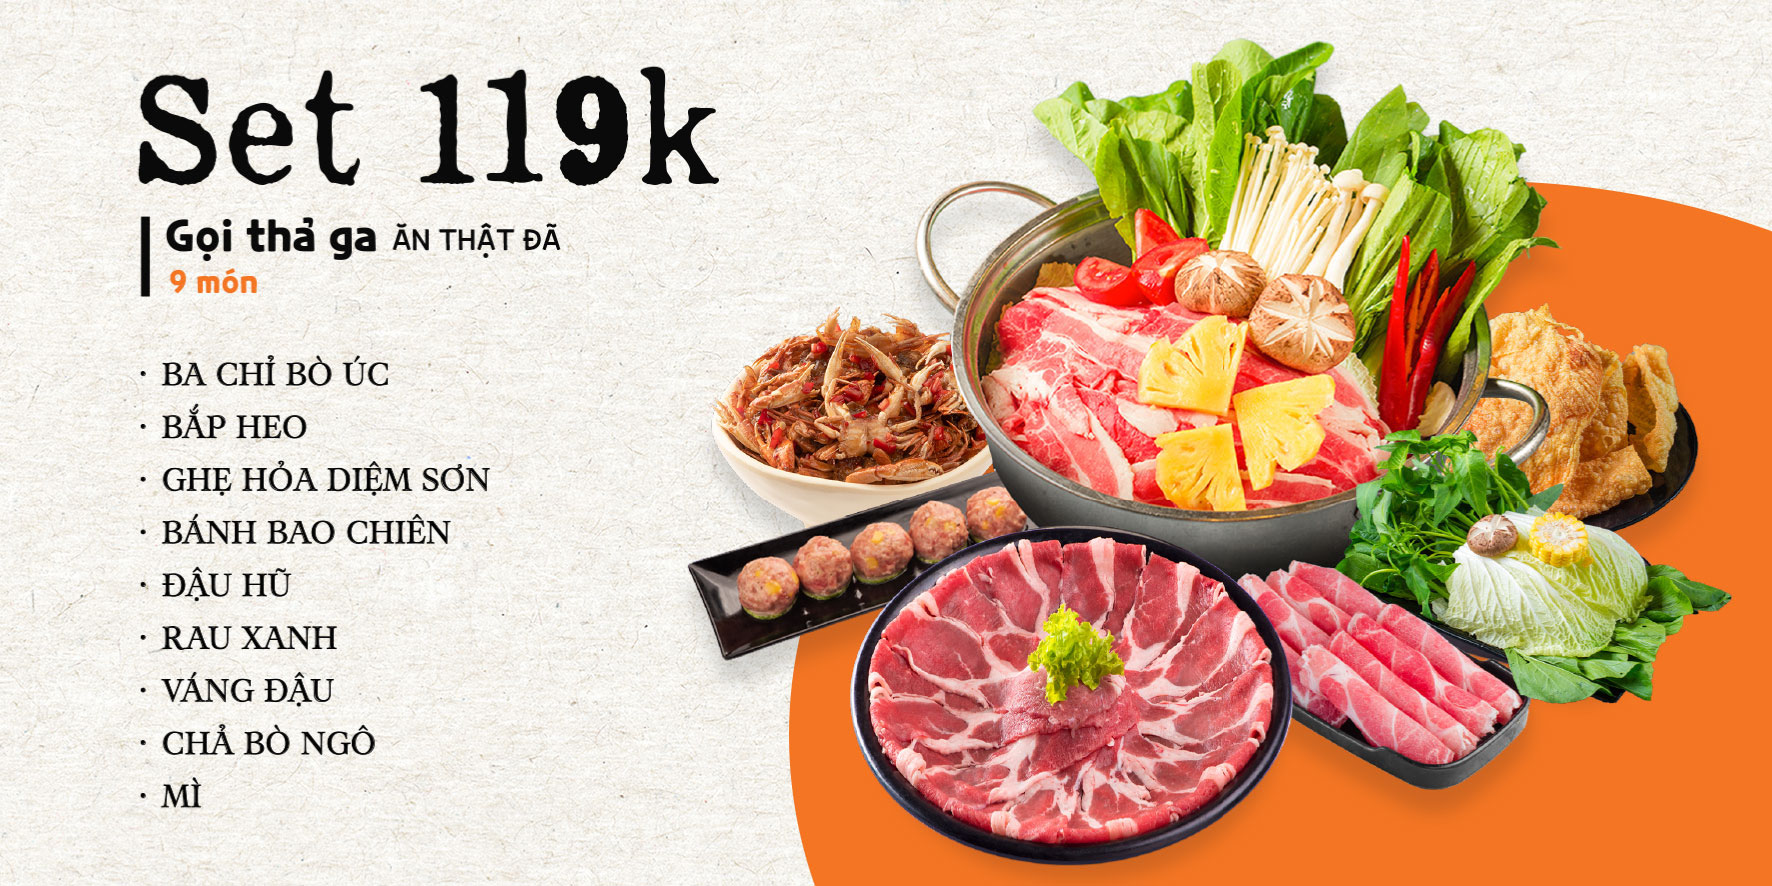 Set 119k
Gọi thả ga ĂN THẬT ĐÃ
9 món
· BA CHỈ BÒ ÚC
· BẮP HEO
· GHẸ HỎA DIỆM SƠN
· BÁNH BAO CHIÊN
· ĐẬU HŨ
· RAU XANH
· VÁNG ĐẬU
· CHẢ BÒ NGÔ
· MÌ